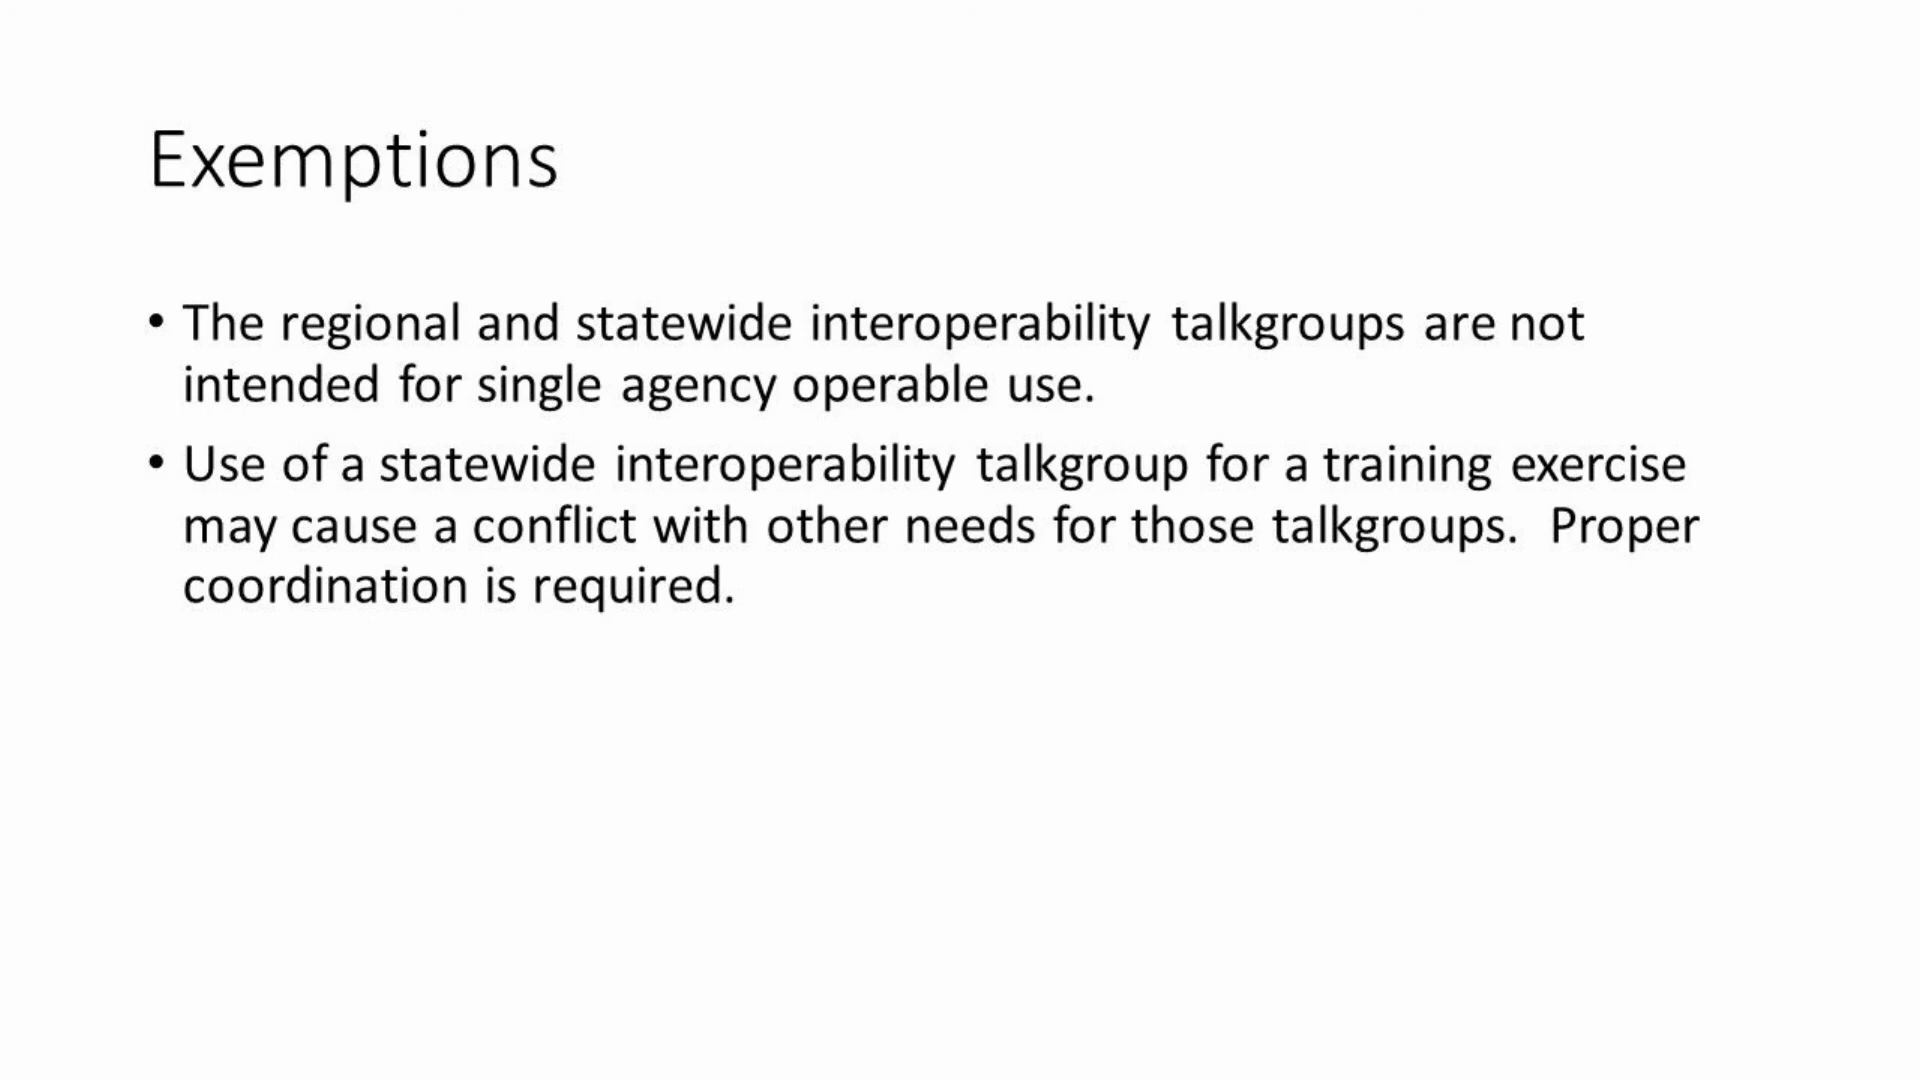 Exemptions
• The regional and statewide interoperability talkgroups are not
intended for single agency operable use.
• Use of a statewide interoperability talkgroup for a training exercise
may cause a conflict with other needs for those talkgroups.  Proper
coordination is required.